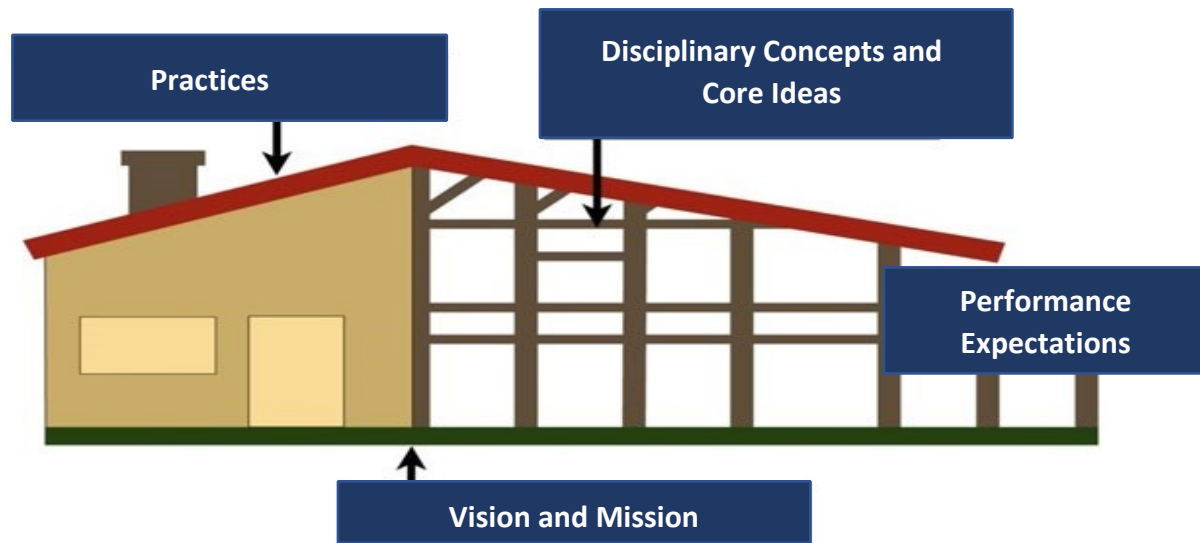 Practices
Disciplinary Concepts and
Core Ideas
Performance
Expectations
Vision and Mission